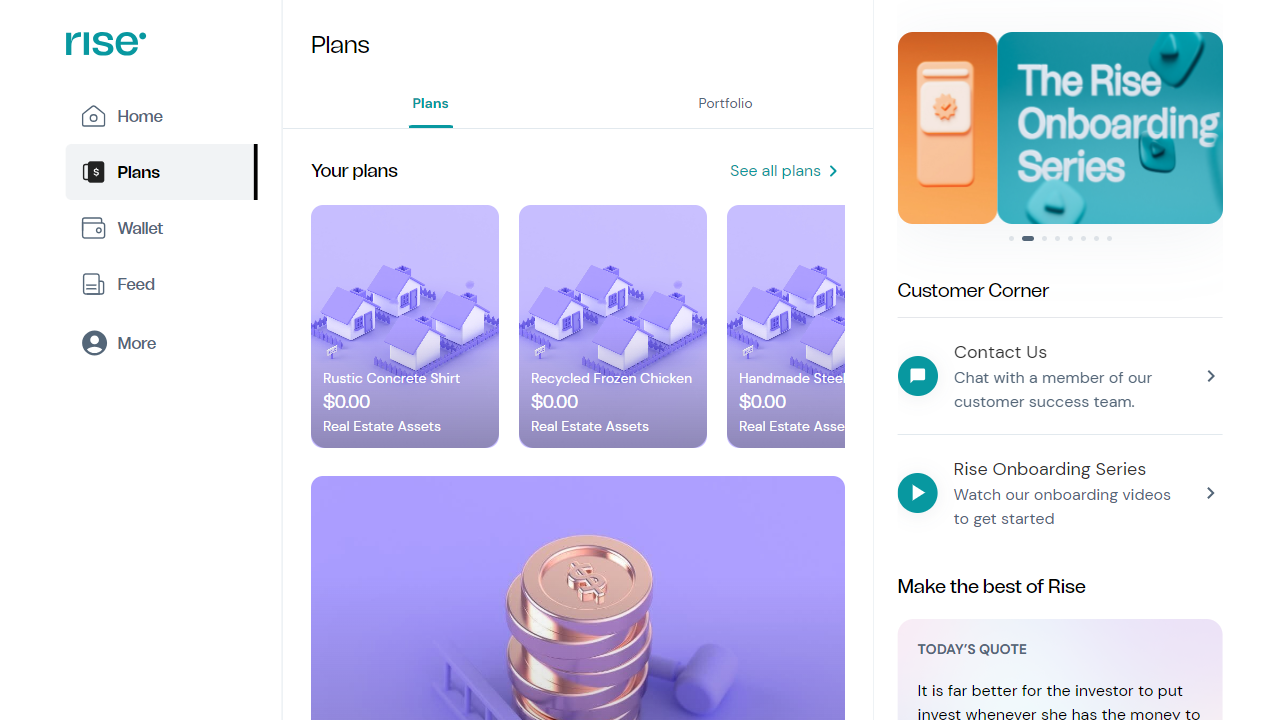 rise
Home
Plans
Wallet
Feed
More
Plans
Plans
Portfolio
Your plans
See all plans
Rustic Concrete Shirt
$0.00
Real Estate Assets
Recycled Frozen Chicken
$0.00
Real Estate Assets
Handmade Steel
$0.00
Real Estate Asse
The Rise
Onboarding
Series
Customer Corner
Contact Us
Chat with a member of our
customer success team.
Rise Onboarding Series
Watch our onboarding videos
to get started
Make the best of Rise
TODAY'S QUOTE
It is far better for the investor to put
invest whenever she has the money to